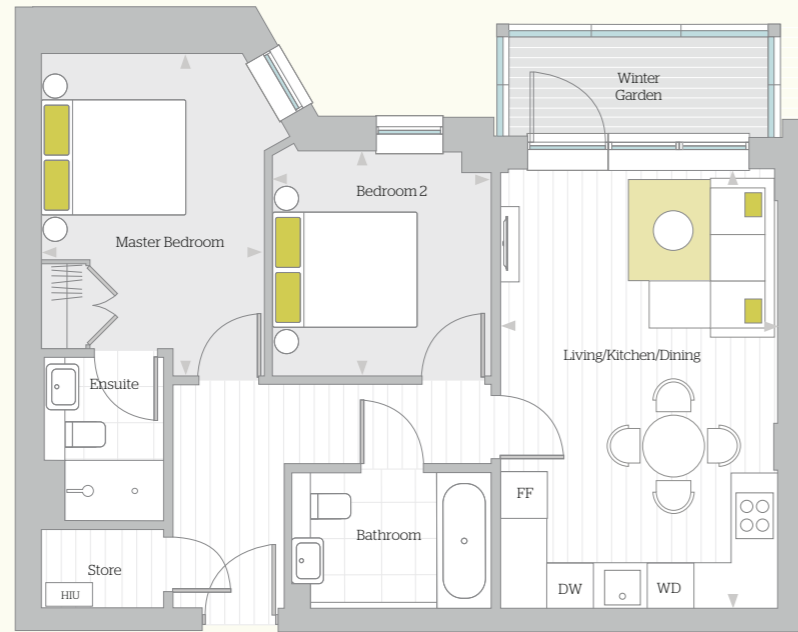 Winter
Garden
Bedroom 2
Master Bedroom
Living/Kitchen/Dining
Ensuite
FF
Bathroom
Store
DW
WD
HIU